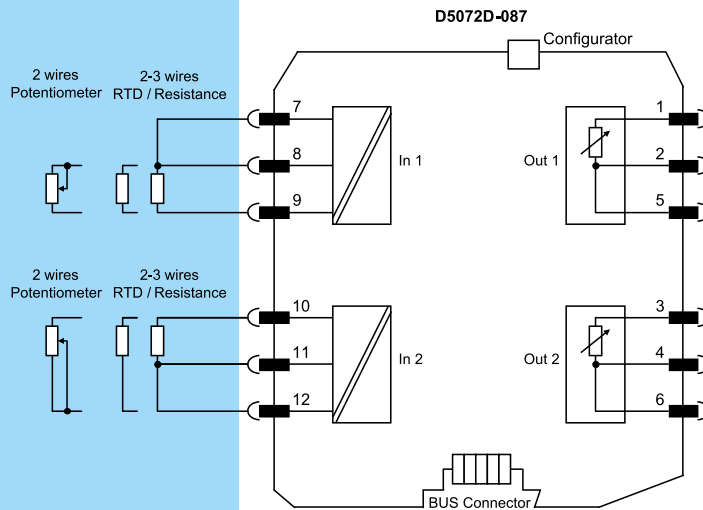 D5072D-087
Configurator
2 wires
Potentiometer
2-3 wires
RTD / Resistance
7
8
9
In 1
Out 1
1
2
5
2 wires
Potentiometer
2-3 wires
RTD / Resistance
10
11
12
In 2
Out 2
3
4
6
BUS Connector